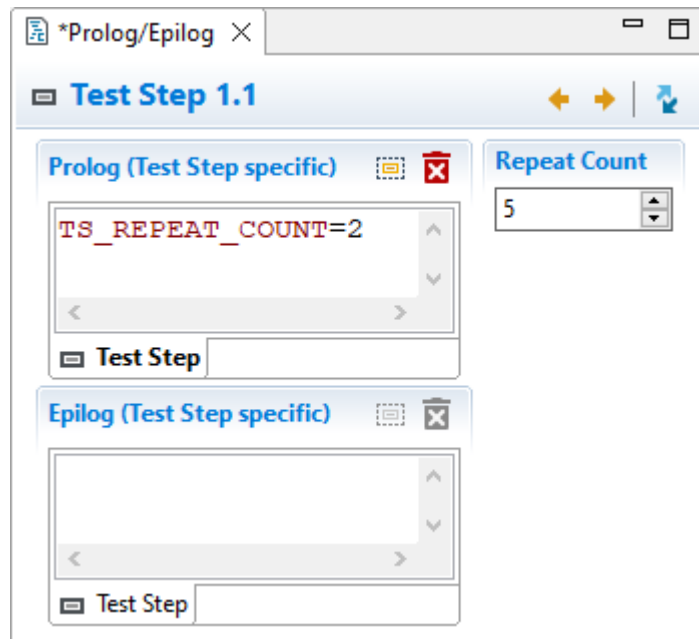 *Prolog/Epilog
Test Step 1.1
Prolog (Test Step specific)
Repeat Count
TS_REPEAT_COUNT=2
5
Test Step
Epilog (Test Step specific)
Test Step